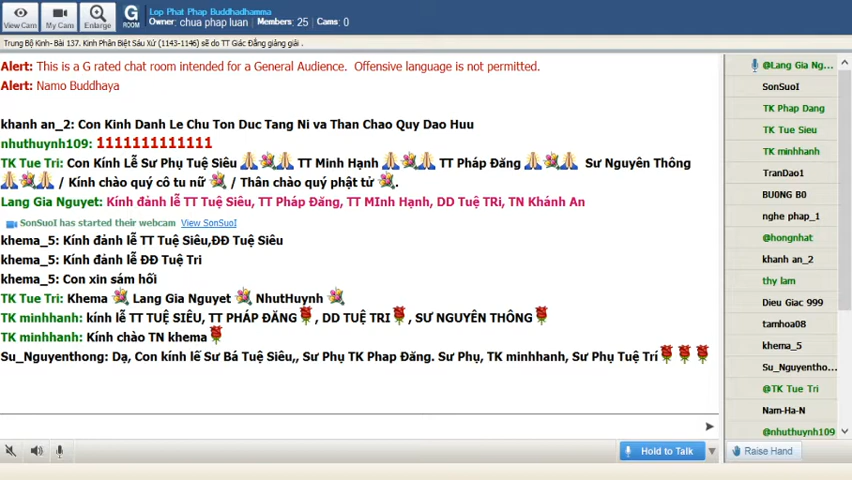 View Cam
My Cam
Enlarge
G
ROOM
Lop Phat Phap Buddhadhamma
Owner: chua phap luan / Members: 25 Cams: 0
Trung Bộ Kinh- Bài 137. Kinh Phân Biệt Sáu Xứ (1143-1146) sẽ do TT Giác Đẳng giảng giải .
Alert: This is a G rated chat room intended for a General Audience. Offensive language is not permitted.
Alert: Namo Buddhaya
khanh an_2: Con Kinh Danh Le Chu Ton Duc Tang Ni va Than Chao Quy Dao Huu
nhuthuynh109: 1111111111111
TK Tue Tri: Con Kính Lễ Sư Phụ Tuệ Siêu TT Minh Hạnh TT Pháp Đăng Sư Nguyên Thông
/ Kính chào quý cô tu nữ / Thân chào quý phật tử .
Lang Gia Nguyet: Kính đảnh lễ TT Tuệ Siêu, TT Pháp Đăng, TT MInh Hạnh, DD Tuệ TRi, TN Khánh An
SonSuoI has started their webcam View SonSuoI
khema_5: Kính đảnh lễ TT Tuệ Siêu,ĐĐ Tuệ Siêu
khema_5: Kính đảnh lễ ĐĐ Tuệ Tri
khema_5: Con xin sám hối
TK Tue Tri: Khema Lang Gia Nguyet NhutHuynh
TK minhhanh: kính lễ TT TUỆ SIÊU, TT PHÁP ĐĂNG , DD TUỆ TRI , SƯ NGUYÊN THÔNG
TK minhhanh: Kính chào TN khema
Su_Nguyenthong: Dạ, Con kính lế Sư Bá Tuệ Siêu,, Sư Phụ TK Phap Đăng. Sư Phụ, TK minhhanh, Sư Phụ Tuệ Trí
Hold to Talk
@Lang Gia Ng...
SonSuoI
TK Phap Dang
TK Tue Sieu
TK minhhanh
TranDao1
BU0NG B0
nghe phap_1
@hongnhat
khanh an_2
thy lam
Dieu Giac 999
tamhoa08
khema_5
Su_Nguyentho...
@TK Tue Tri
Nam-Ha-N
@nhuthuynh109
Raise Hand